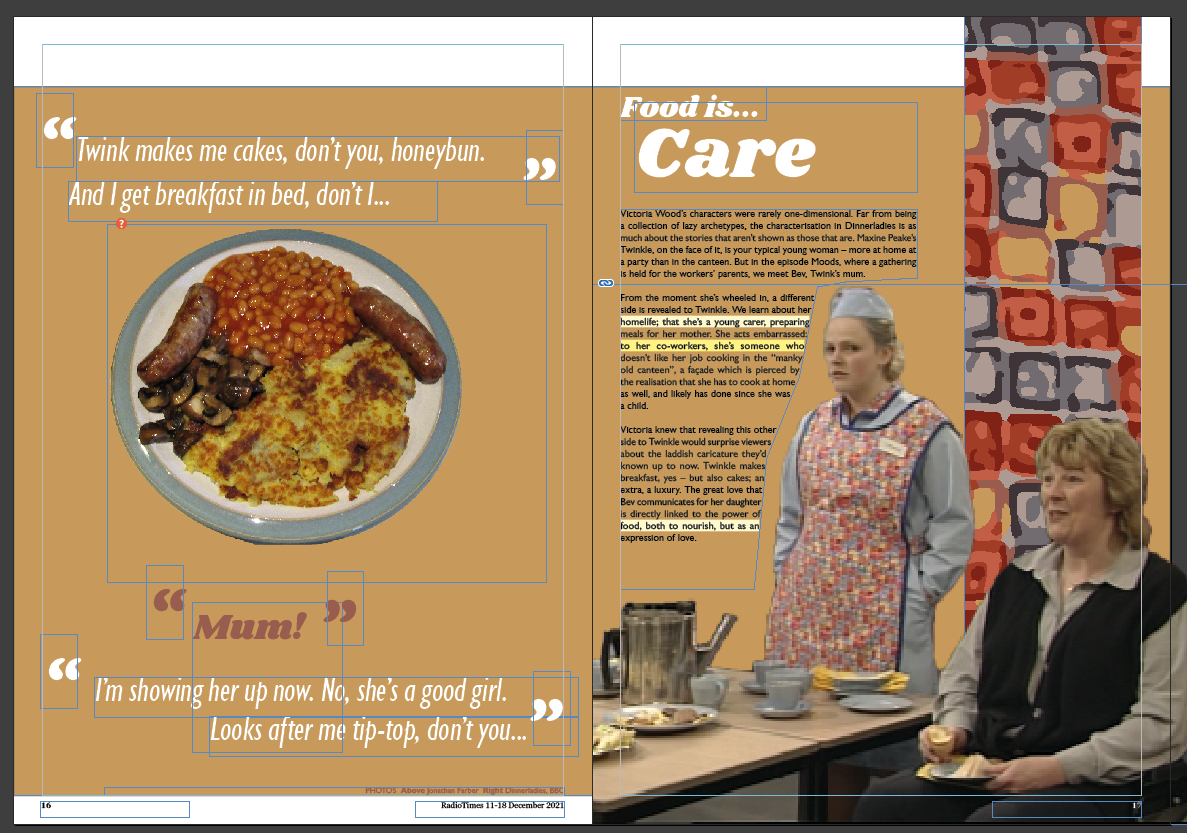 “ Twink makes me cakes, don’t you, honeybun.
And I get breakfast in bed, don’t I... ”
“ Mum! ”
“ I’m showing her up now. No, she’s a good girl.
Looks after me tip-top, don’t you... ”
PHOTOS Above Jonathan Farber Right Dinnerladies, BBC
16
RadioTimes 11-18 December 2021
Food is...
Care
Victoria Wood’s characters were rarely one-dimensional. Far from being
a collection of lazy archetypes, the characterisation in Dinnerladies is as
much about the stories that aren’t shown as those that are. Maxine Peake’s
Twinkle, on the face of it, is your typical young woman – more at home at
a party than in the canteen. But in the episode Moods, where a gathering
is held for the workers’ parents, we meet Bev, Twink’s mum.
From the moment she’s wheeled in, a different
side is revealed to Twinkle. We learn about her
homelife; that she’s a young carer, preparing
meals for her mother. She acts embarrassed:
to her co-workers, she’s someone who
doesn’t like her job cooking in the “manky
old canteen”, a façade which is pierced by
the realisation that she has to cook at home
as well, and likely has done since she was
a child.
Victoria knew that revealing this other
side to Twinkle would surprise viewers
about the laddish caricature they’d
known up to now. Twinkle makes
breakfast, yes – but also cakes; an
extra, a luxury. The great love that
Bev communicates for her daughter
is directly linked to the power of
food, both to nourish, but as an
expression of love.
17